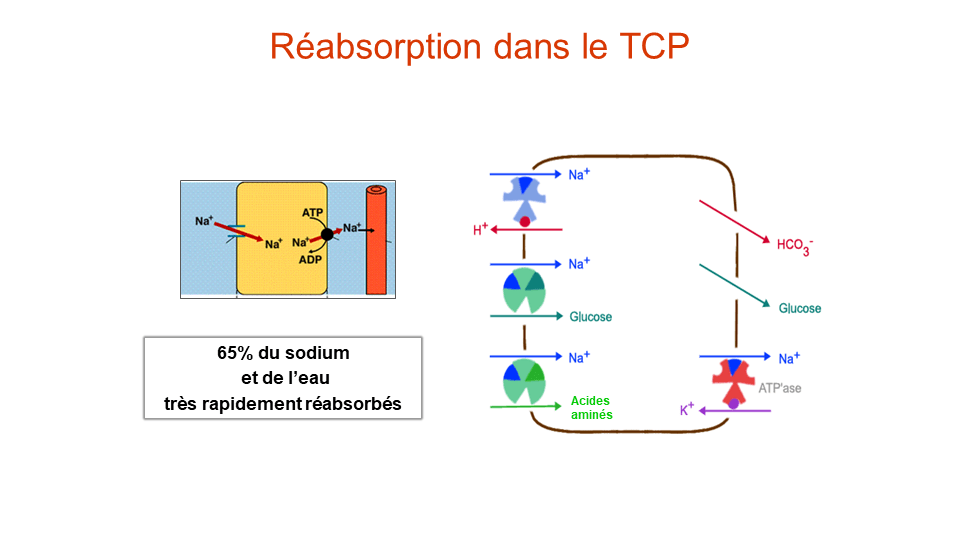 Réabsorption dans le TCP
Na+
Na+
ATP
Na+
Na+
ADP
65% du sodium
et de l’eau
très rapidement réabsorbés
Na+
H+
Na+
Glucose
Na+
Acides
aminés
HCO3-
Glucose
Na+
ATP'ase
K+